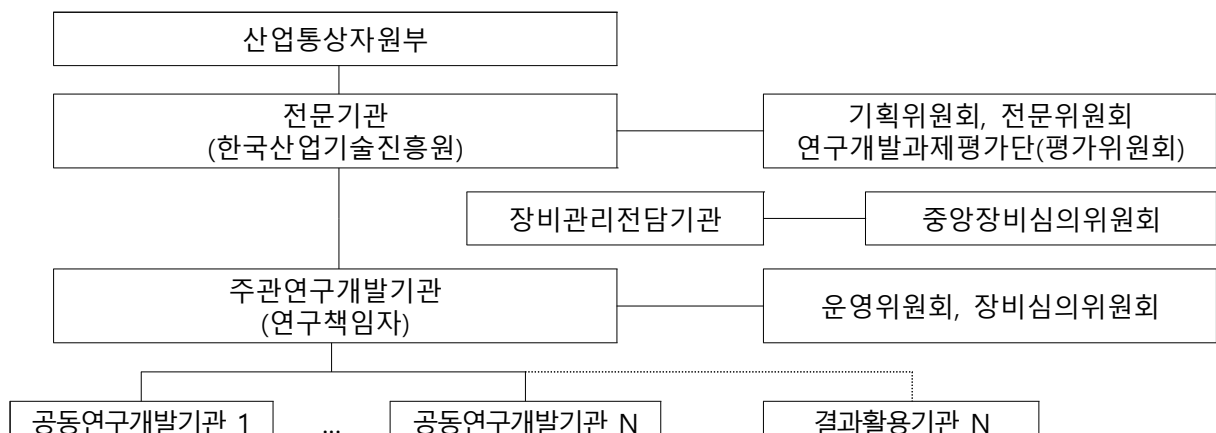 산업통상자원부
전문기관
(한국산업기술진흥원)
기획위원회, 전문위원회
연구개발과제평가단(평가위원회)
장비관리전담기관
중앙장비심의위원회
주관연구개발기관
(연구책임자)
운영위원회, 장비심의위원회
공동연구개발기관 1
...
공동연구개발기관 N
결과활용기관 N